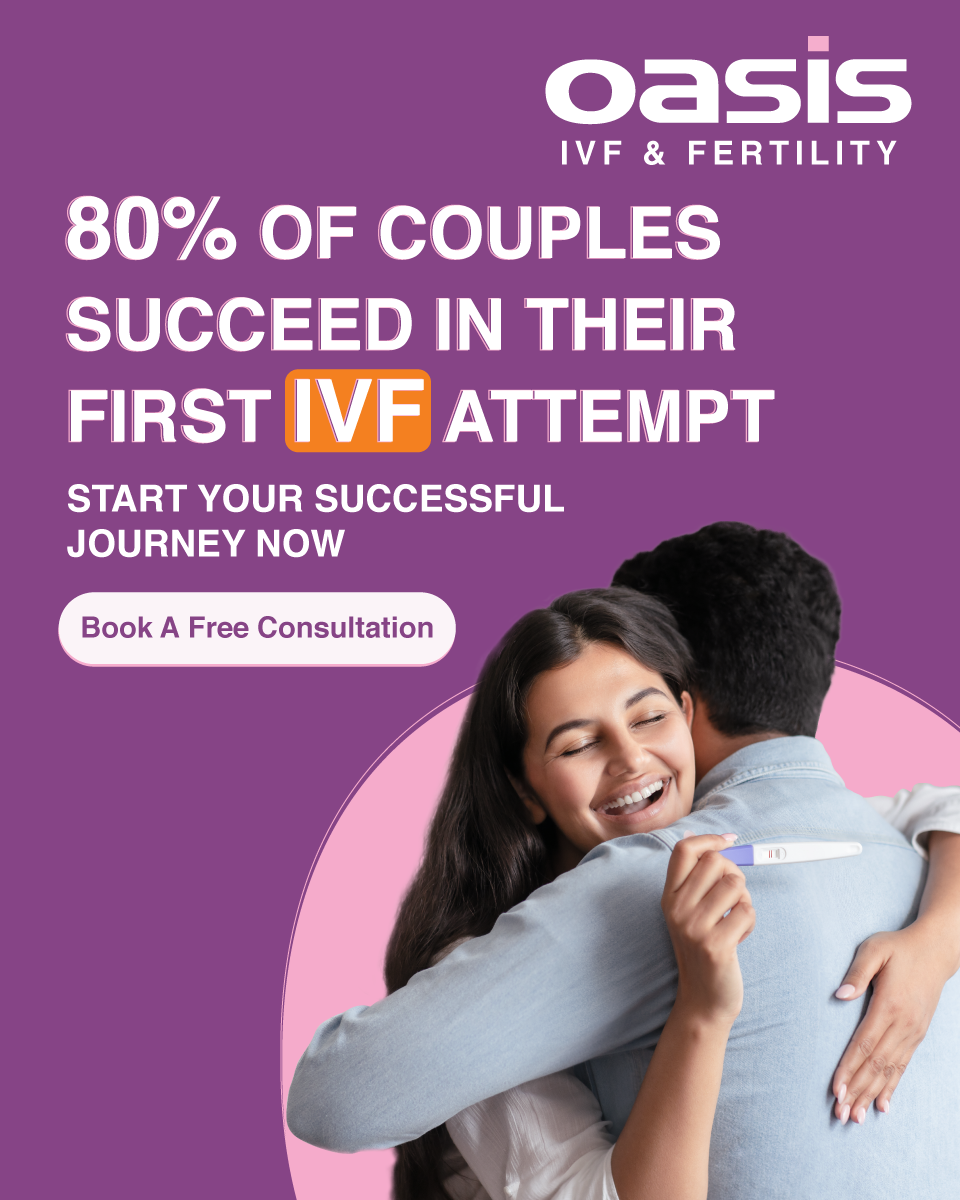 oasis
IVF & FERTILITY
80% OF COUPLES
SUCCEED IN THEIR
FIRST IVF ATTEMPT
START YOUR SUCCESSFUL
JOURNEY NOW
Book A Free Consultation